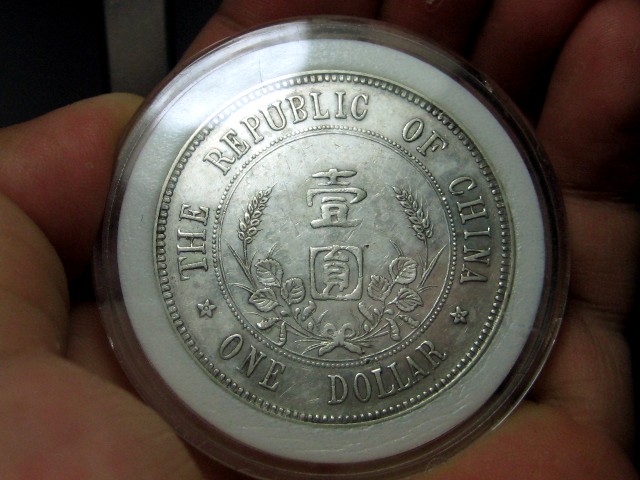 THE REPUBLIC OF CHINA
壹
圓
ONE DOLLAR